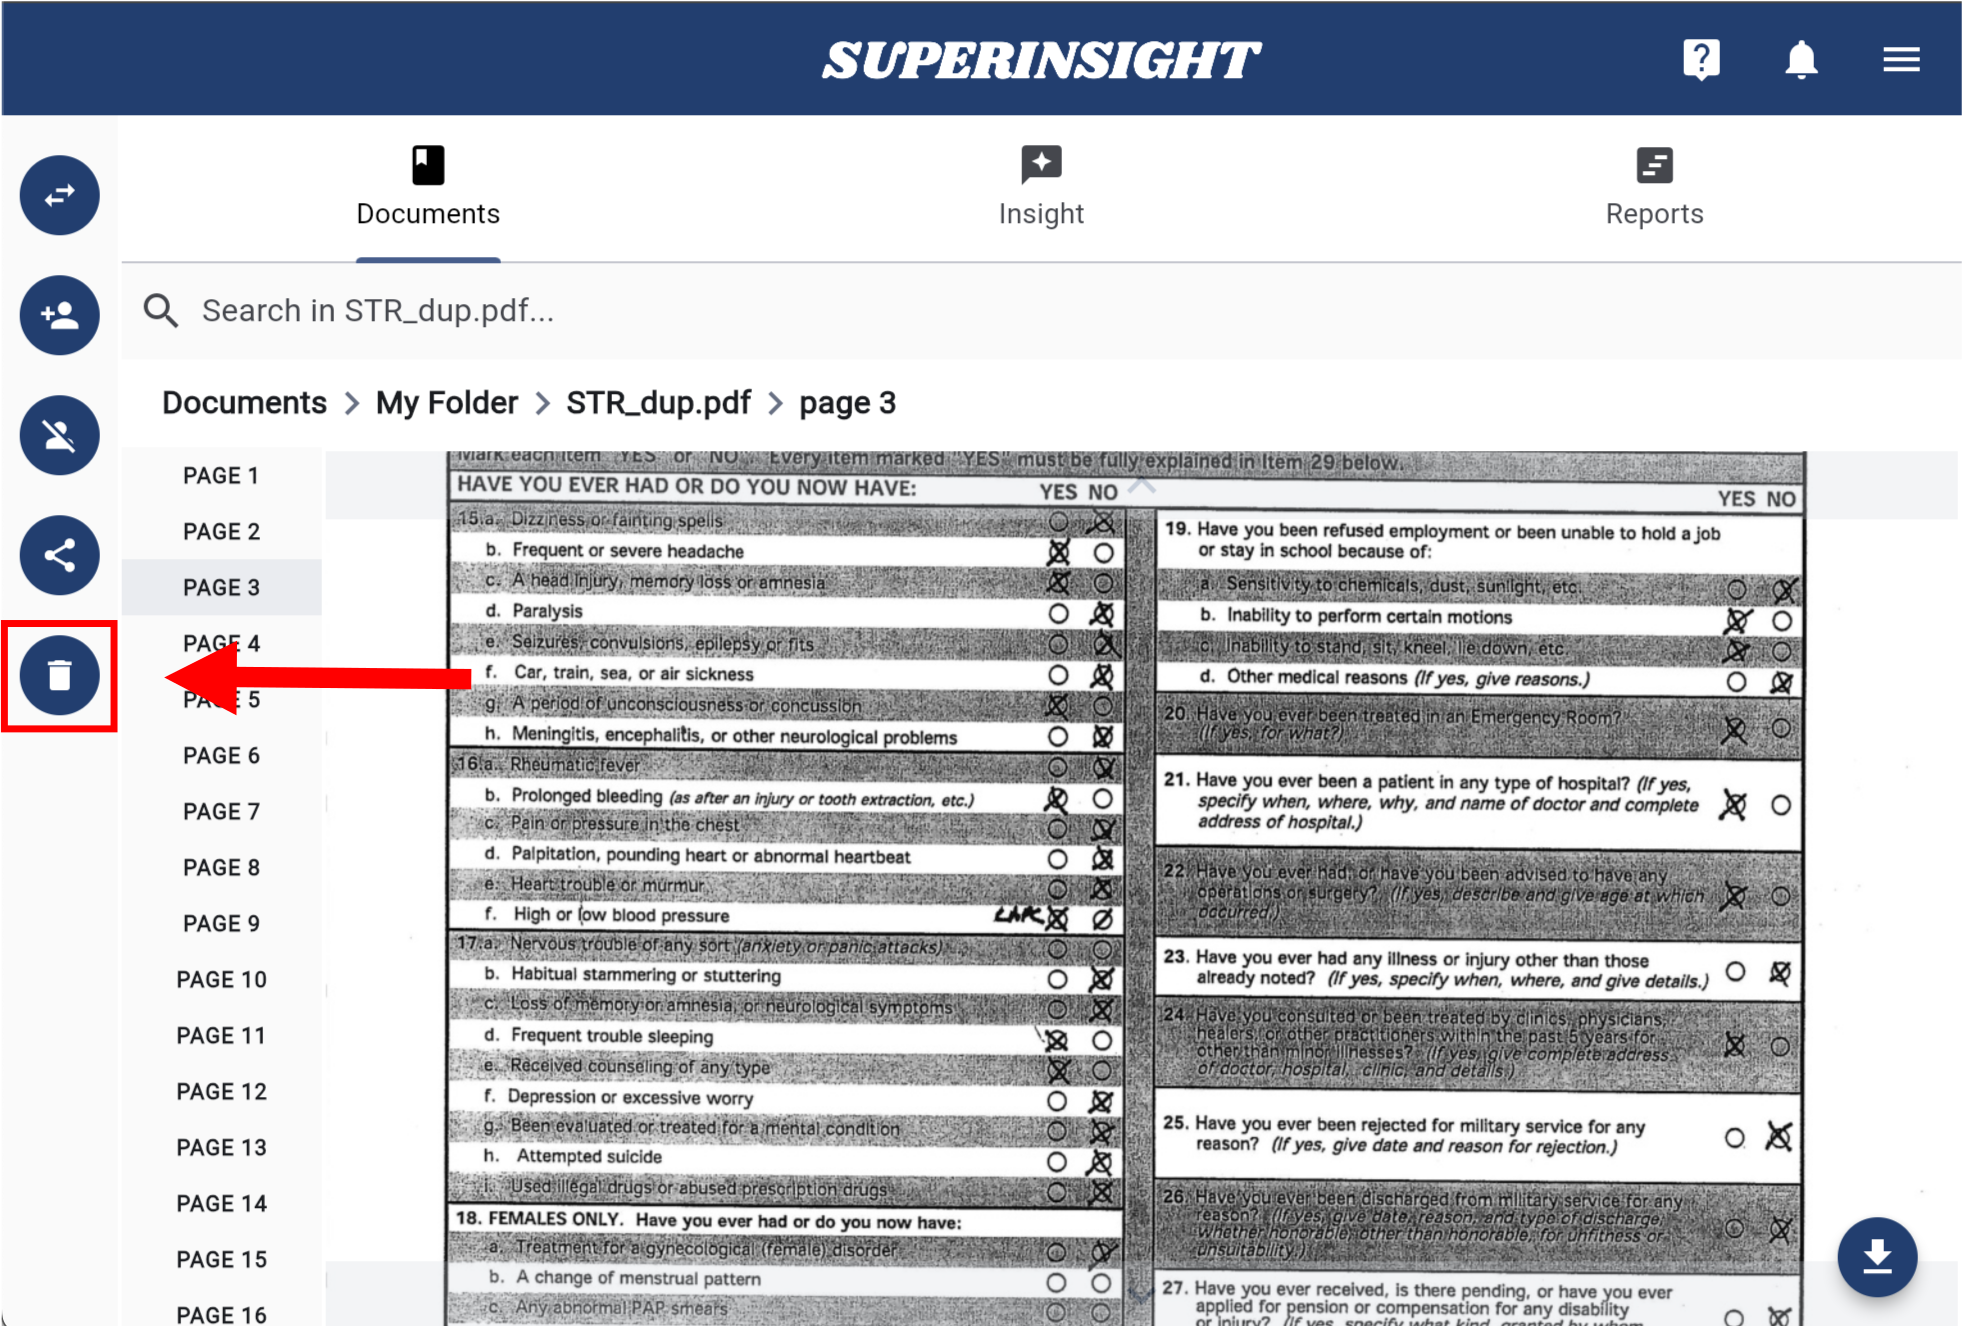 SUPERINSIGHT
Documents
Insight
Reports
Search in STR_dup.pdf...
Documents > My Folder > STR_dup.pdf > page 3
PAGE 1
PAGE 2
PAGE 3
PAGE 4
PAGE 5
PAGE 6
PAGE 7
PAGE 8
PAGE 9
PAGE 10
PAGE 11
PAGE 12
PAGE 13
PAGE 14
PAGE 15
PAGE 16
Mark each item "YES" or "NO". Every item marked "YES" must be fully explained in Item 29 below.
HAVE YOU EVER HAD OR DO YOU NOW HAVE: YES NO
15.a. Dizziness or fainting spells
b. Frequent or severe headache
c. A head injury, memory loss or amnesia
d. Paralysis
e. Seizures, convulsions, epilepsy or fits
f. Car, train, sea, or air sickness
g. A period of unconsciousness or concussion
h. Meningitis, encephalitis, or other neurological problems
16.a. Rheumatic fever
b. Prolonged bleeding (as after an injury or tooth extraction, etc.)
c. Pain or pressure in the chest
d. Palpitation, pounding heart or abnormal heartbeat
e. Heart trouble or murmur
f. High or low blood pressure
17.a. Nervous trouble of any sort (anxiety or panic attacks)
b. Habitual stammering or stuttering
c. Loss of memory or amnesia, or neurological symptoms
d. Frequent trouble sleeping
e. Received counseling of any type
f. Depression or excessive worry
g. Been evaluated or treated for a mental condition
h. Attempted suicide
i. Used illegal drugs or abused prescription drugs
18. FEMALES ONLY. Have you ever had or do you now have:
a. Treatment for a gynecological (female) disorder
b. A change of menstrual pattern
c. Any abnormal PAP smears
YES NO
19. Have you been refused employment or been unable to hold a job
or stay in school because of:
a. Sensitivity to chemicals, dust, sunlight, etc.
b. Inability to perform certain motions
c. Inability to stand, sit, kneel, lie down, etc.
d. Other medical reasons (If yes, give reasons.)
20. Have you ever been treated in an Emergency Room?
(If yes, for what?)
21. Have you ever been a patient in any type of hospital? (If yes,
specify when, where, why, and name of doctor and complete
address of hospital.)
22. Have you ever had, or have you been advised to have any
operations or surgery? (If yes, describe and give age at which
occurred.)
23. Have you ever had any illness or injury other than those
already noted? (If yes, specify when, where, and give details.)
24. Have you consulted or been treated by clinics, physicians,
healers, or other practitioners within the past 5 years for
other than minor illnesses? (If yes, give complete address
of doctor, hospital, clinic, and details.)
25. Have you ever been rejected for military service for any
reason? (If yes, give date and reason for rejection.)
26. Have you ever been discharged from military service for any
reason? (If yes, give date, reason, and type of discharge;
whether honorable, other than honorable, for unfitness or
unsuitability.)
27. Have you ever received, is there pending, or have you ever
applied for pension or compensation for any disability
or injury? (If yes, specify what kind, granted by whom